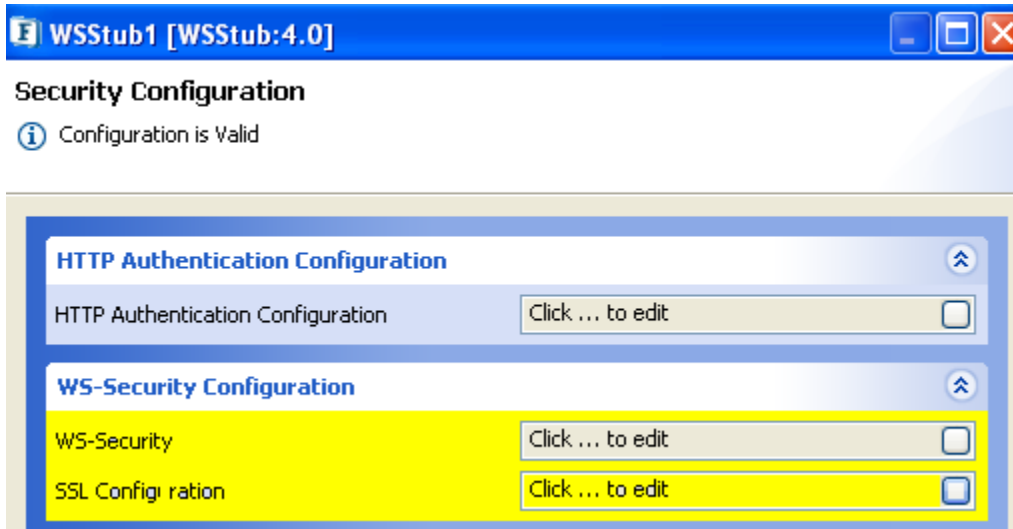 WSStub1 [WSStub:4.0]
Security Configuration
Configuration is Valid
HTTP Authentication Configuration
HTTP Authentication Configuration Click ... to edit
WS-Security Configuration
WS-Security Click ... to edit
SSL Configuration Click ... to edit